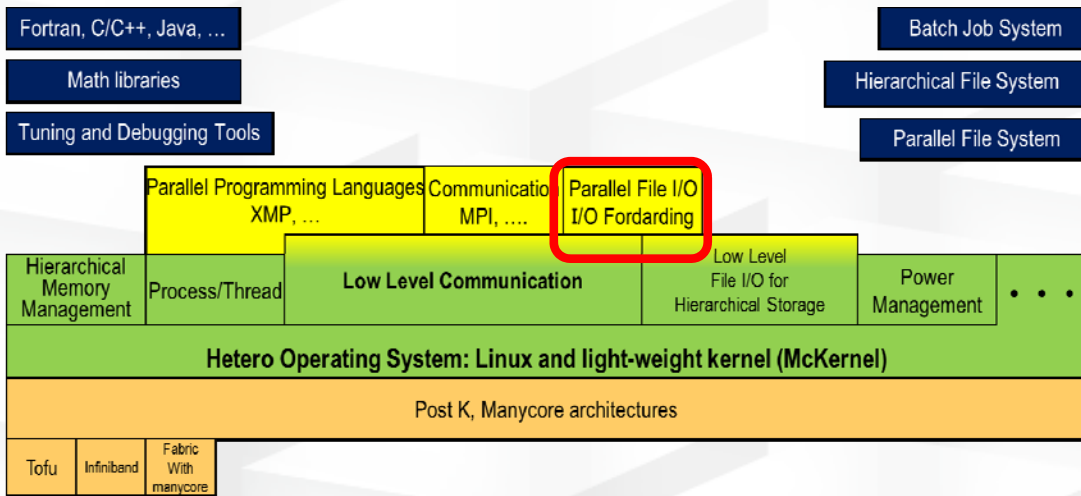 Fortran, C/C++, Java, …
Batch Job System
Math libraries
Hierarchical File System
Tuning and Debugging Tools
Parallel File System
Parallel Programming Languages
XMP, …
Communication
MPI, ….
Parallel File I/O
I/O Fordarding
Hierarchical
Memory
Management
Process/Thread
Low Level Communication
Low Level
File I/O for
Hierarchical Storage
Power
Management
• • •
Hetero Operating System: Linux and light-weight kernel (McKernel)
Post K, Manycore architectures
Tofu
Infiniband
Fabric
With
manycore